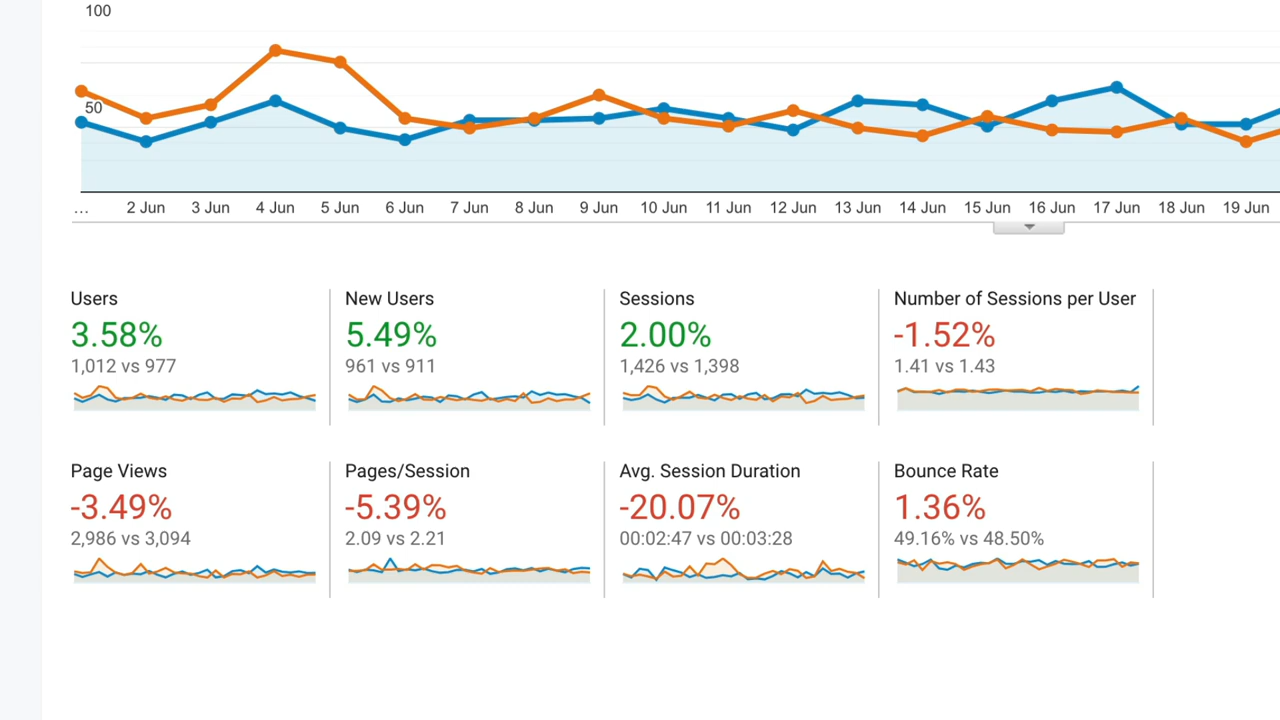 100
50
... 2 Jun 3 Jun 4 Jun 5 Jun 6 Jun 7 Jun 8 Jun 9 Jun 10 Jun 11 Jun 12 Jun 13 Jun 14 Jun 15 Jun 16 Jun 17 Jun 18 Jun 19 Jun
Users
3.58%
1,012 vs 977
New Users
5.49%
961 vs 911
Sessions
2.00%
1,426 vs 1,398
Number of Sessions per User
-1.52%
1.41 vs 1.43
Page Views
-3.49%
2,986 vs 3,094
Pages/Session
-5.39%
2.09 vs 2.21
Avg. Session Duration
-20.07%
00:02:47 vs 00:03:28
Bounce Rate
1.36%
49.16% vs 48.50%